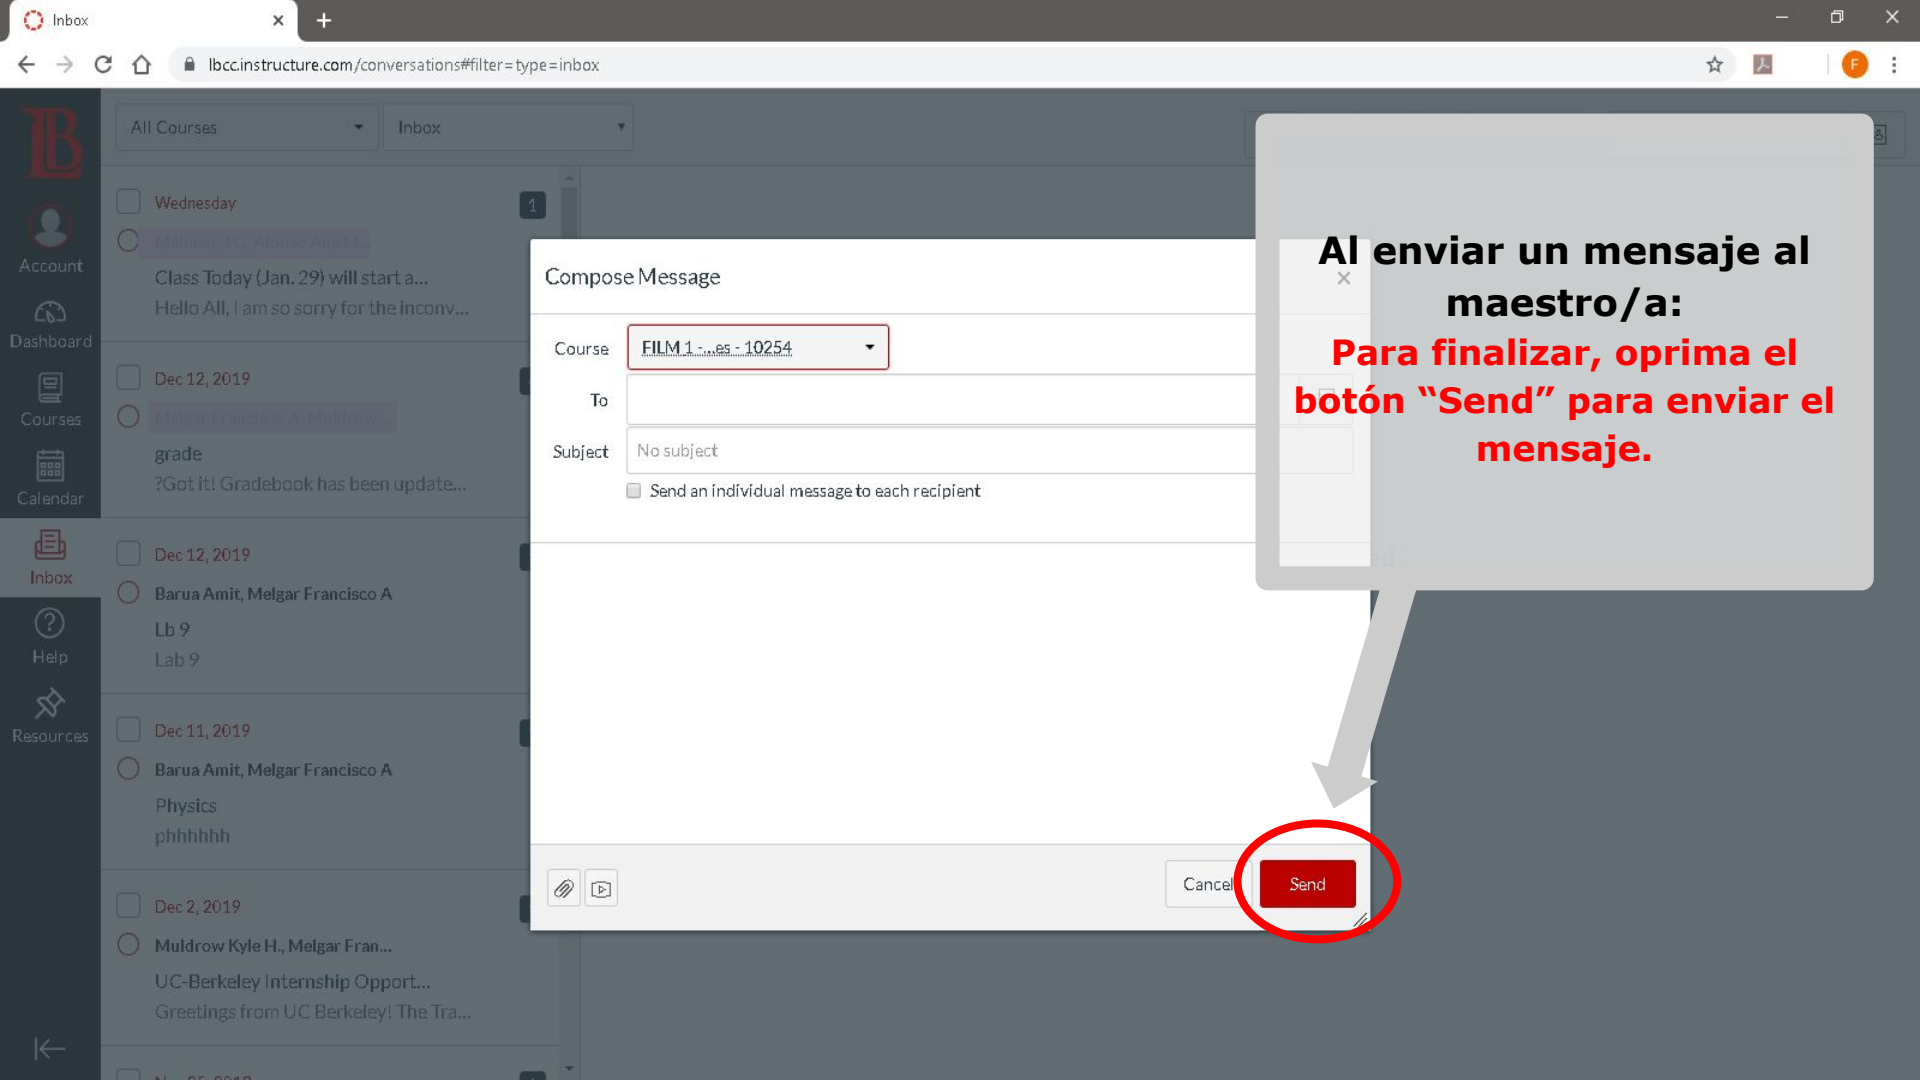 Inbox
lbcc.instructure.com/conversations#filter=type=inbox
F
LB
All Courses
Inbox
Account
Dashboard
Courses
Calendar
Inbox
Help
Resources
Wednesday
1
Class Today (Jan. 29) will start a...
Hello All, I am so sorry for the inconv...
Dec 12, 2019
Melgar Francisco A, Muldrow ...
grade
?Got it! Gradebook has been update...
Dec 12, 2019
Barua Amit, Melgar Francisco A
Lb 9
Lab 9
Dec 11, 2019
Barua Amit, Melgar Francisco A
Physics
phhhhhh
Dec 2, 2019
Muldrow Kyle H., Melgar Fran...
UC-Berkeley Internship Opport...
Greetings from UC Berkeley! The Tra...
Compose Message
Course
FILM 1 -...es - 10254
To
Subject
No subject
Send an individual message to each recipient
Cancel
Send
Al enviar un mensaje al
maestro/a:
Para finalizar, oprima el
botón “Send” para enviar el
mensaje.